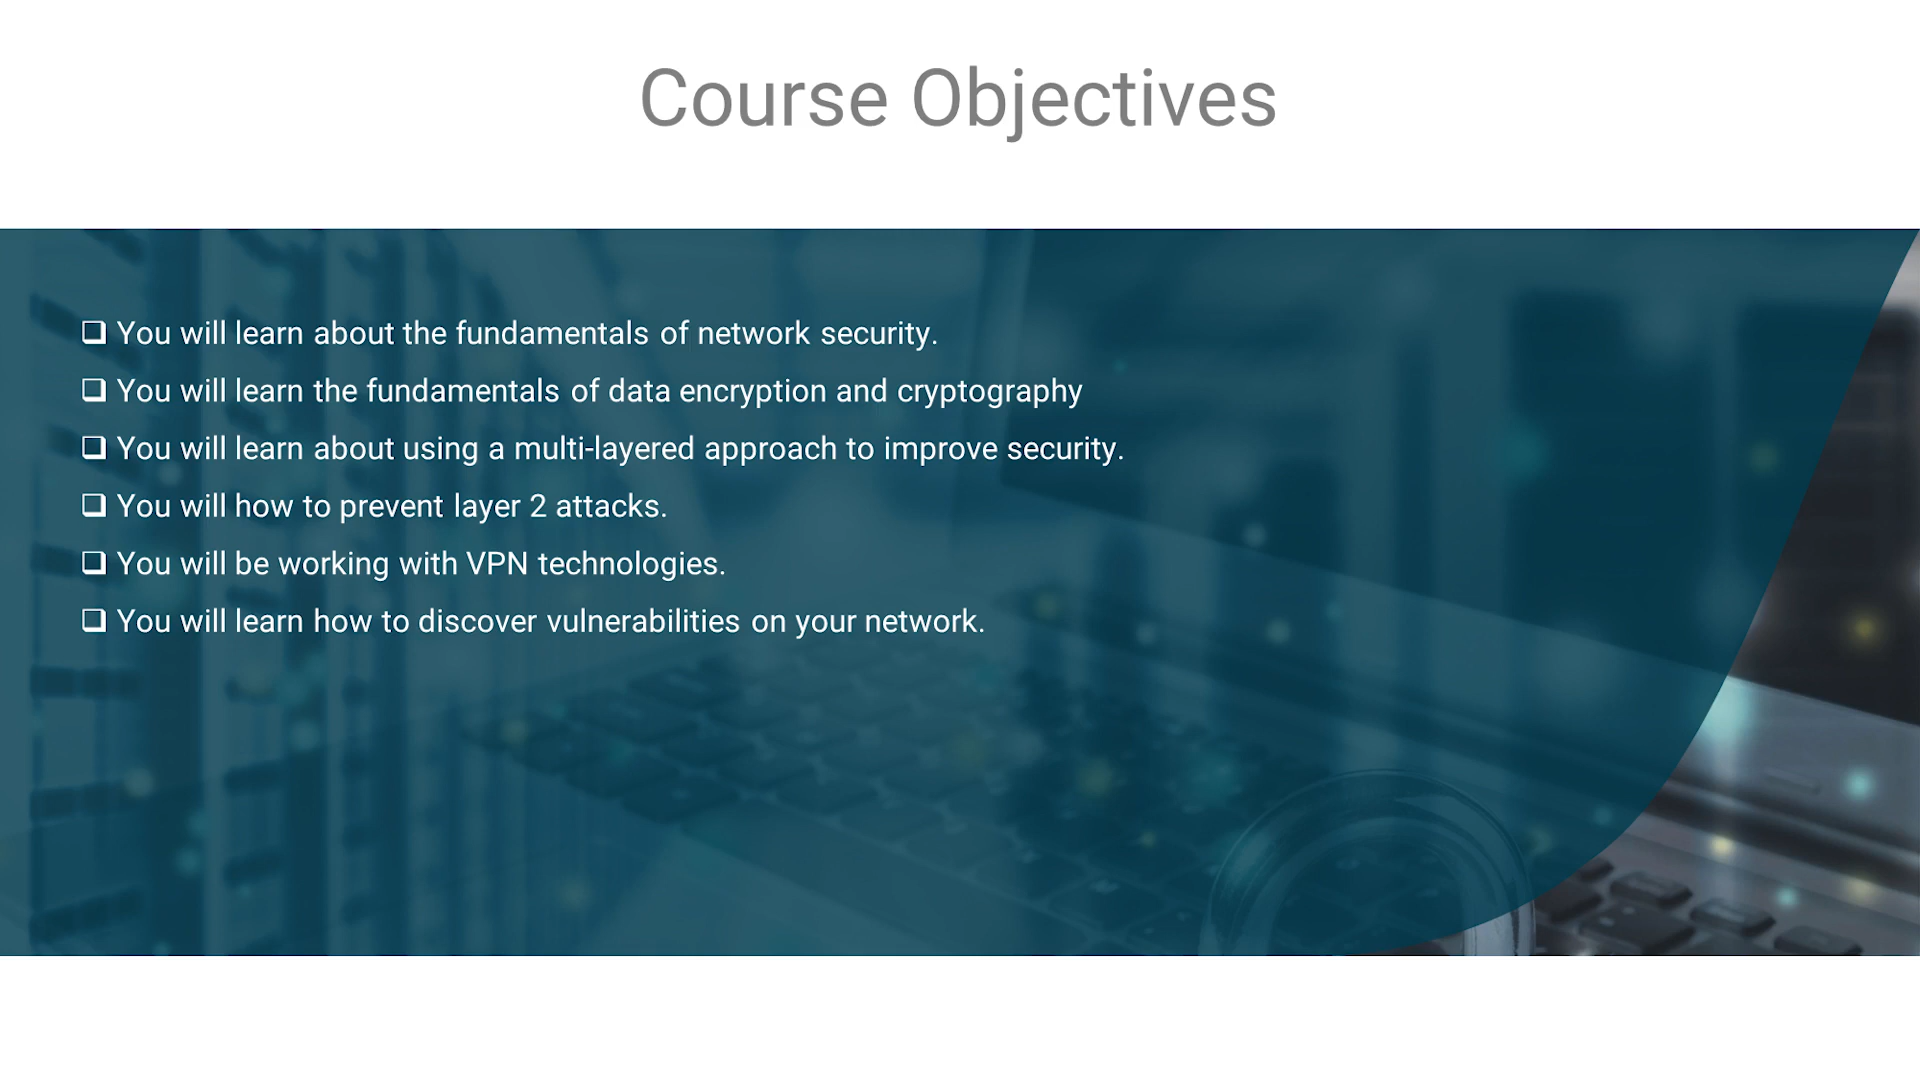 Course Objectives
❑ You will learn about the fundamentals of network security.
❑ You will learn the fundamentals of data encryption and cryptography
❑ You will learn about using a multi-layered approach to improve security.
❑ You will how to prevent layer 2 attacks.
❑ You will be working with VPN technologies.
❑ You will learn how to discover vulnerabilities on your network.